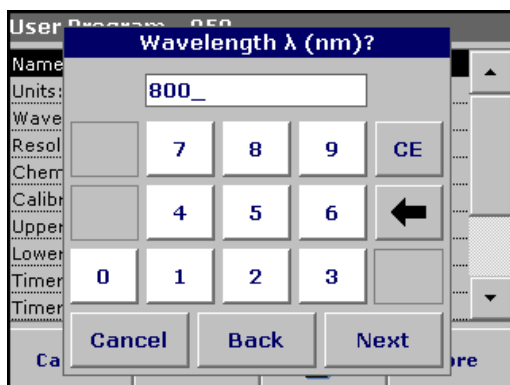 User Program 950
Wavelength λ (nm)?
Name
Units:
800_
Wave
Resol
7 8 9 CE
Chem
Calibr
4 5 6
Upper
Lower
0 1 2 3
Timer
Timer
Cancel Back Next
Ca ore